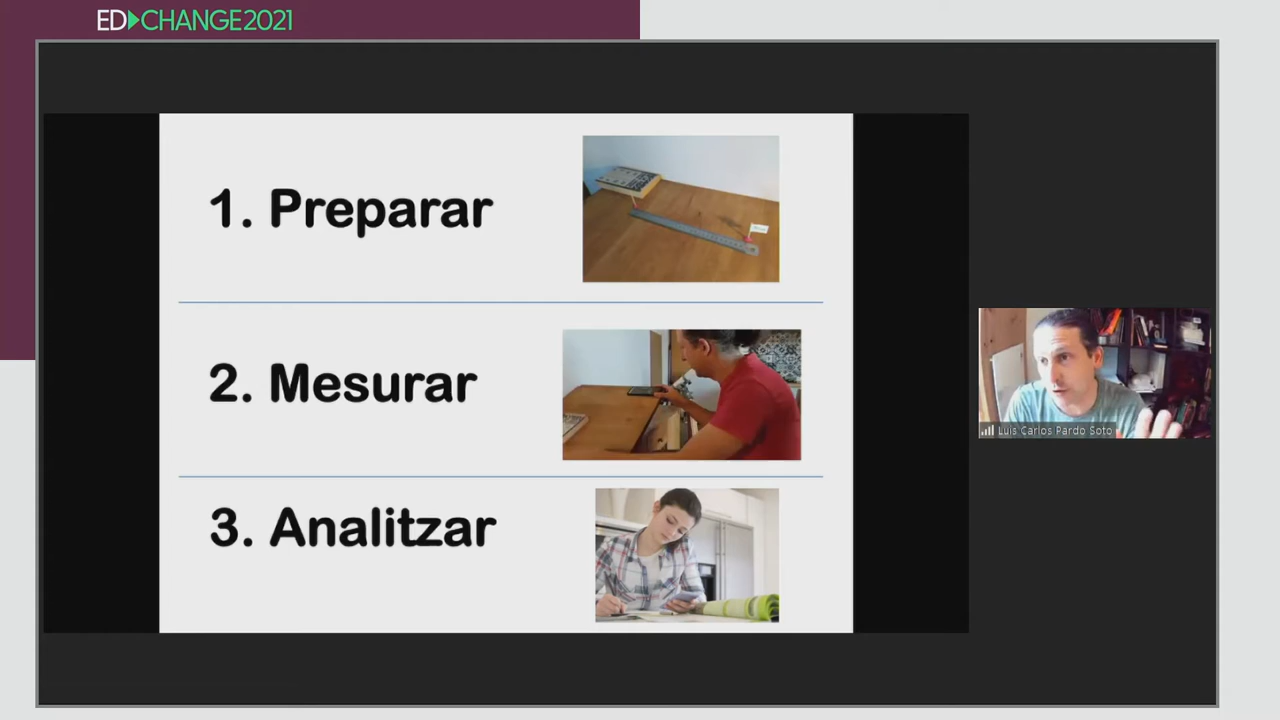 ED CHANGE2021
1. Preparar
2. Mesurar
3. Analitzar
Luis Carlos Pardo Soto